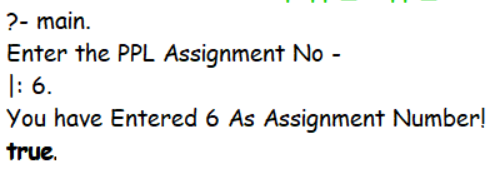 ?- main.
Enter the PPL Assignment No -
|: 6.
You have Entered 6 As Assignment Number!
true.